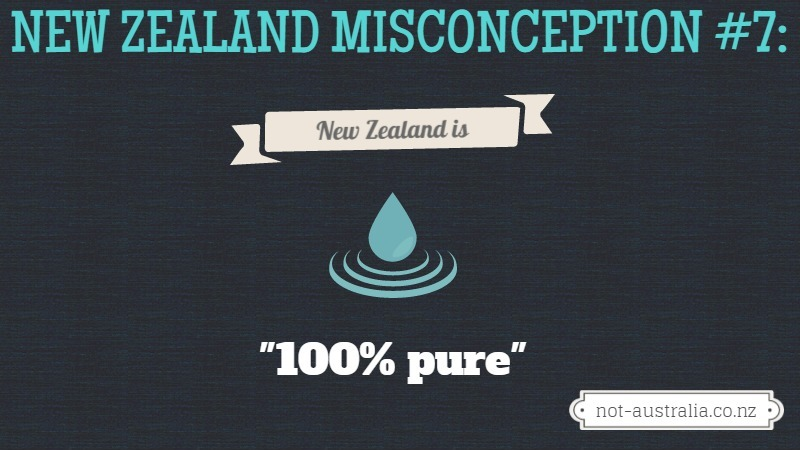 NEW ZEALAND MISCONCEPTION #7:
New Zealand is
"100% pure"
not-australia.co.nz